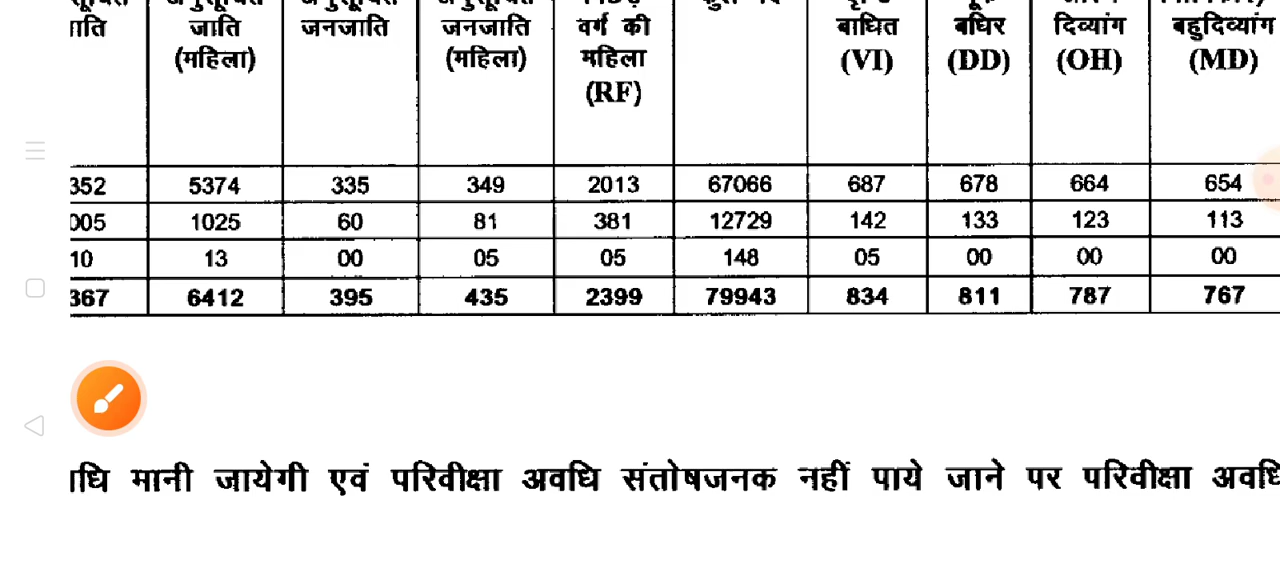 जाति जनजाति जनजाति वर्ग की बाधित बधिर दिव्यांग बहुदिव्यांग
(महिला) (महिला) महिला (VI) (DD) (OH) (MD)
(RF)
352 5374 335 349 2013 67066 687 678 664 654
005 1025 60 81 381 12729 142 133 123 113
10 13 00 05 05 148 05 00 00 00
367 6412 395 435 2399 79943 834 811 787 767
मानी जायेगी एवं परिवीक्षा अवधि संतोषजनक नहीं पाये जाने पर परिवीक्षा अवधि